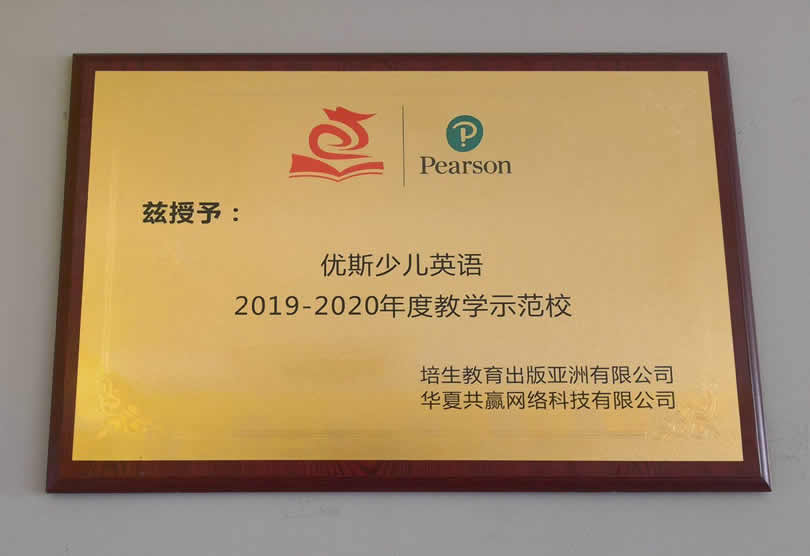 Pearson
兹授予：
优斯少儿英语
2019-2020年度教学示范校
培生教育出版亚洲有限公司
华夏共赢网络科技有限公司